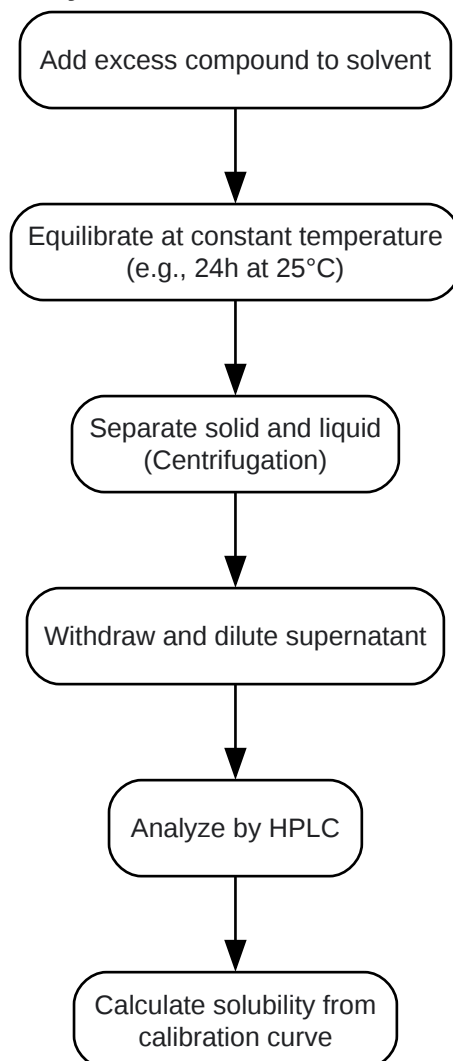 Add excess compound to solvent
Equilibrate at constant temperature
(e.g., 24h at 25°C)
Separate solid and liquid
(Centrifugation)
Withdraw and dilute supernatant
Analyze by HPLC
Calculate solubility from
calibration curve